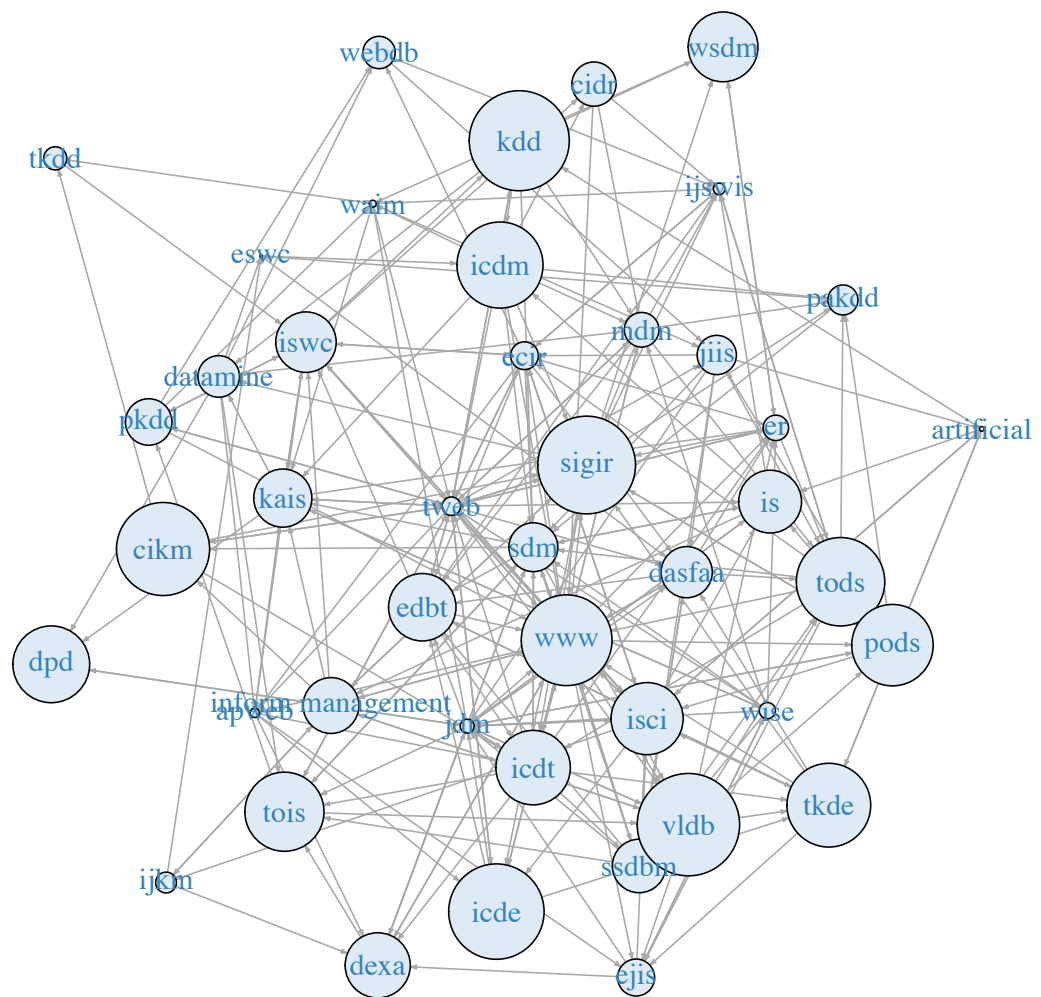 wsdm
webdb
cidr
kdd
tkdd
ijswis
waim
eswc
icdm
pakdd
mdm
iswc
jiis
ecir
datamine
pkdd
er
artificial
sigir
kais
is
tweb
cikm
sdm
dasfaa
tods
edbt
www
pods
dpd
inform management
apweb
wise
isci
jdm
icdt
tkde
tois
vldb
ssdbm
ijkm
icde
dexa
ejis